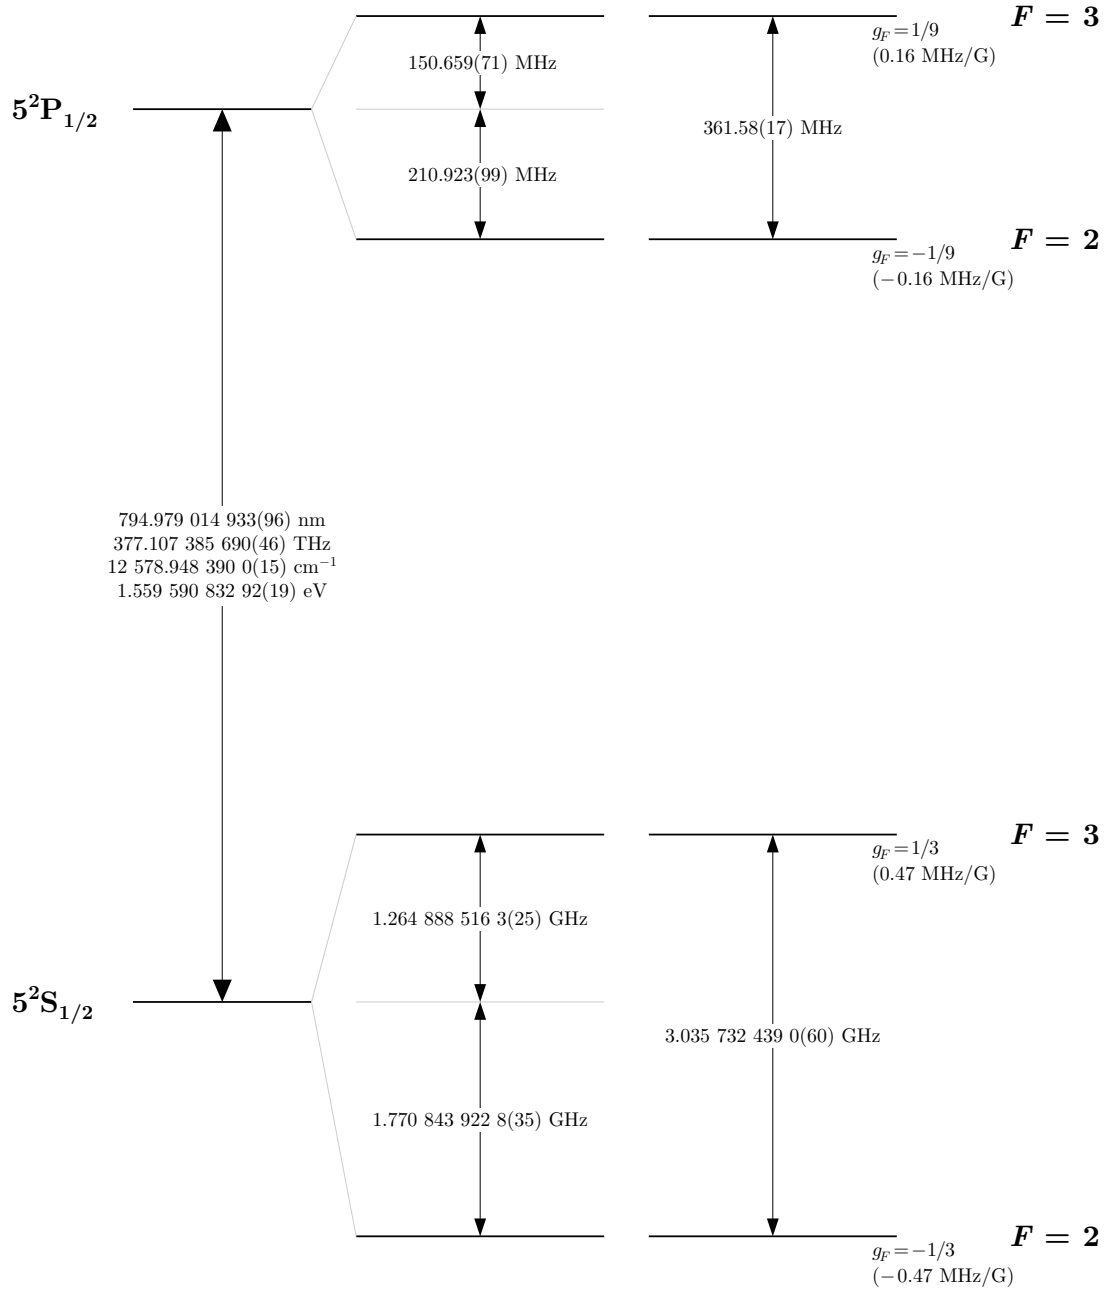 F = 3
g_F = 1/9
(0.16 MHz/G)
150.659(71) MHz
5²P₁/₂
361.58(17) MHz
210.923(99) MHz
F = 2
g_F = −1/9
(−0.16 MHz/G)
794.979 014 933(96) nm
377.107 385 690(46) THz
12 578.948 390 0(15) cm⁻¹
1.559 590 832 92(19) eV
F = 3
g_F = 1/3
(0.47 MHz/G)
1.264 888 516 3(25) GHz
5²S₁/₂
3.035 732 439 0(60) GHz
1.770 843 922 8(35) GHz
F = 2
g_F = −1/3
(−0.47 MHz/G)